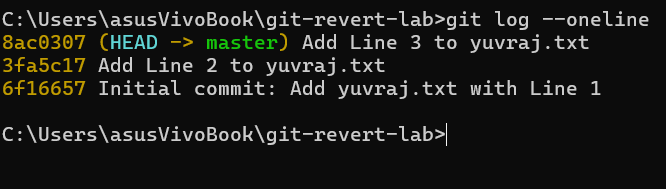 C:\Users\asusVivoBook\git-revert-lab>git log --oneline
8ac0307 (HEAD -> master) Add Line 3 to yuvraj.txt
3fa5c17 Add Line 2 to yuvraj.txt
6f16657 Initial commit: Add yuvraj.txt with Line 1
C:\Users\asusVivoBook\git-revert-lab>